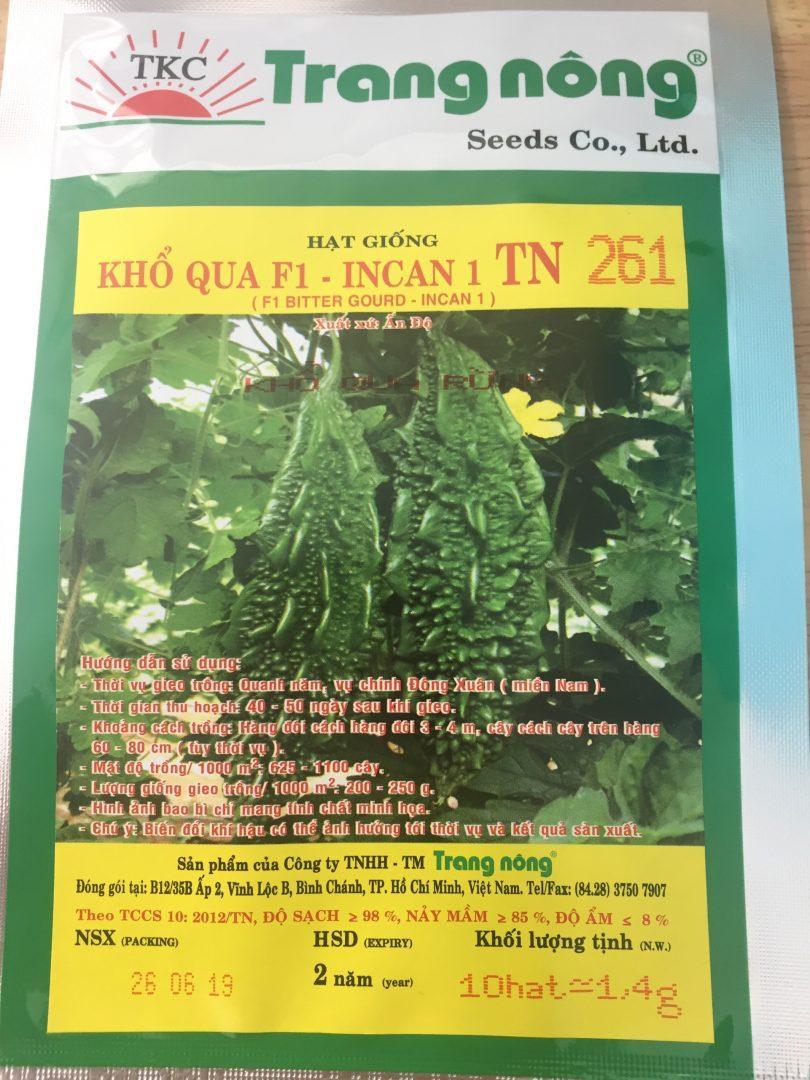 TKC
Trang nông®
Seeds Co., Ltd.
HẠT GIỐNG
KHỔ QUA F1 - INCAN 1 TN 261
( F1 BITTER GOURD - INCAN 1 )
Xuất xứ: Ấn Độ
KHỔ QUA RỪNG
Hướng dẫn sử dụng:
- Thời vụ gieo trồng: Quanh năm, vụ chính Đông Xuân ( miền Nam ).
- Thời gian thu hoạch: 40 - 50 ngày sau khi gieo.
- Khoảng cách trồng: Hàng đôi cách hàng đôi 3 - 4 m, cây cách cây trên hàng
60 - 80 cm ( tùy thời vụ ).
- Mật độ trồng/ 1000 m²: 625 - 1100 cây.
- Lượng giống gieo trồng/ 1000 m²: 200 - 250 g.
- Hình ảnh bao bì chỉ mang tính chất minh họa.
- Chú ý: Biến đổi khí hậu có thể ảnh hưởng tới thời vụ và kết quả sản xuất.
Sản phẩm của Công ty TNHH - TM Trang nông®
Đóng gói tại: B12/35B Ấp 2, Vĩnh Lộc B, Bình Chánh, TP. Hồ Chí Minh, Việt Nam. Tel/Fax: (84.28) 3750 7907
Theo TCCS 10: 2012/TN, ĐỘ SẠCH ≥ 98 %, NẢY MẦM ≥ 85 %, ĐỘ ẨM ≤ 8 %
NSX (PACKING) HSD (EXPIRY) Khối lượng tịnh (N.W.)
26 06 19 2 năm (year) 10hat≃1,4g